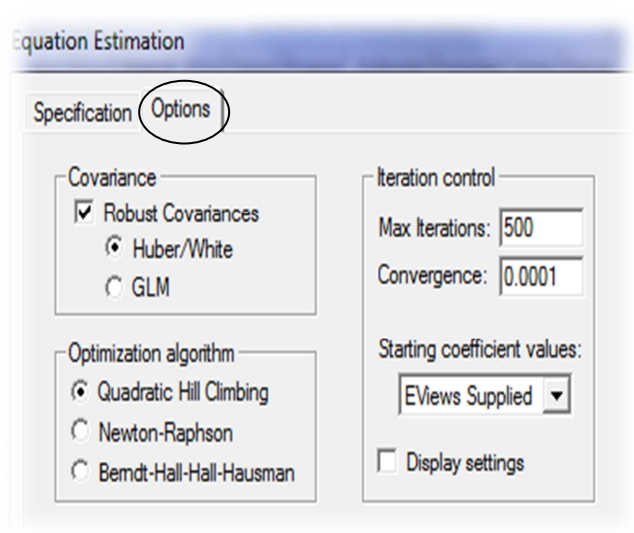 Equation Estimation
Specification Options
Covariance
Robust Covariances
Huber/White
GLM
Optimization algorithm
Quadratic Hill Climbing
Newton-Raphson
Berndt-Hall-Hall-Hausman
Iteration control
Max Iterations: 500
Convergence: 0.0001
Starting coefficient values:
EViews Supplied
Display settings